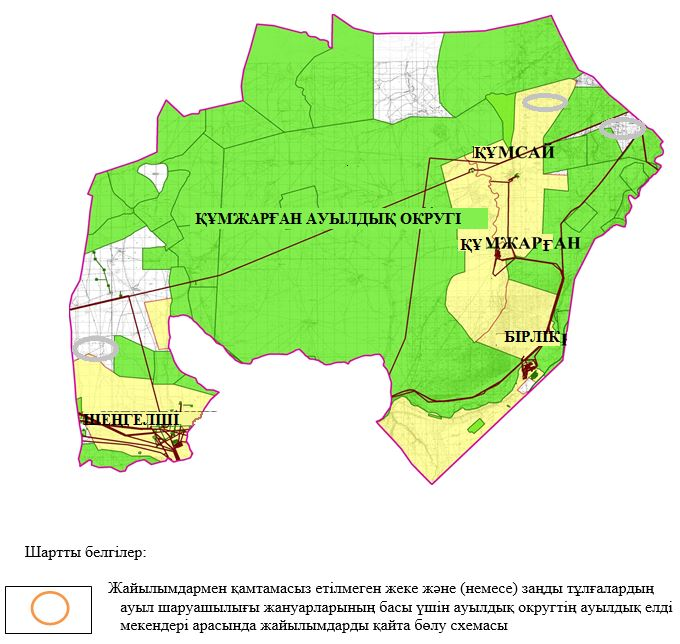 ҚҰМСАЙ
ҚҰМЖАРҒАН АУЫЛДЫҚ ОКРУГІ
ҚҰМЖАРҒАН
БІРЛІК
ШЕҢГЕЛШІ
Шартты белгілер:
Жайылымдармен қамтамасыз етілмеген жеке және (немесе) заңды тұлғалардың
ауыл шаруашылығы жануарларының басы үшін ауылдық округтің ауылдық елді
мекендері арасында жайылымдарды қайта бөлу схемасы